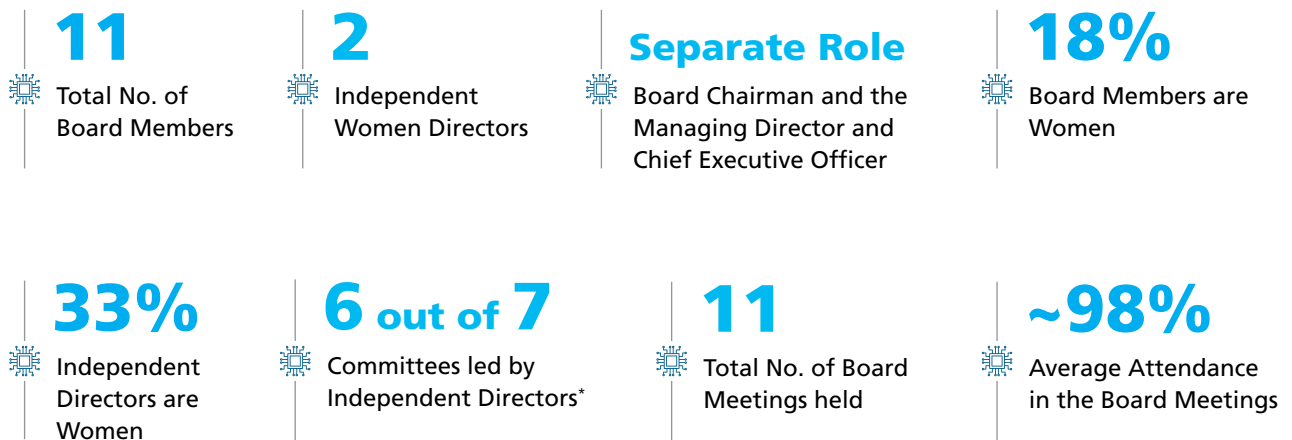 11
Total No. of
Board Members
2
Independent
Women Directors
Separate Role
Board Chairman and the
Managing Director and
Chief Executive Officer
18%
Board Members are
Women
33%
Independent
Directors are
Women
6 out of 7
Committees led by
Independent Directors*
11
Total No. of Board
Meetings held
~98%
Average Attendance
in the Board Meetings